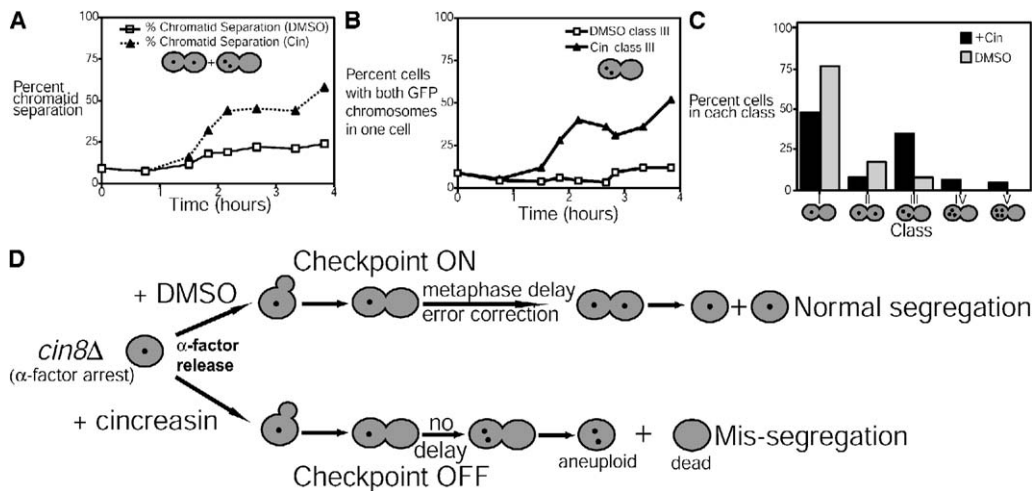 A
% Chromatid Separation (DMSO)
% Chromatid Separation (Cin)
100
75
50
25
0
Percent
chromatid
separation
0 1 2 3 4
Time (hours)
B
DMSO class III
Cin class III
100
75
50
25
0
Percent cells
with both GFP
chromosomes
in one cell
0 1 2 3 4
Time (hours)
C
+Cin
DMSO
100
75
50
25
0
Percent cells
in each class
I II III IV V
Class
D
Checkpoint ON
+ DMSO
metaphase delay
error correction
+
Normal segregation
cin8Δ
(α-factor arrest)
α-factor
release
+ cincreasin
no
delay
+
Mis-segregation
aneuploid
dead
Checkpoint OFF